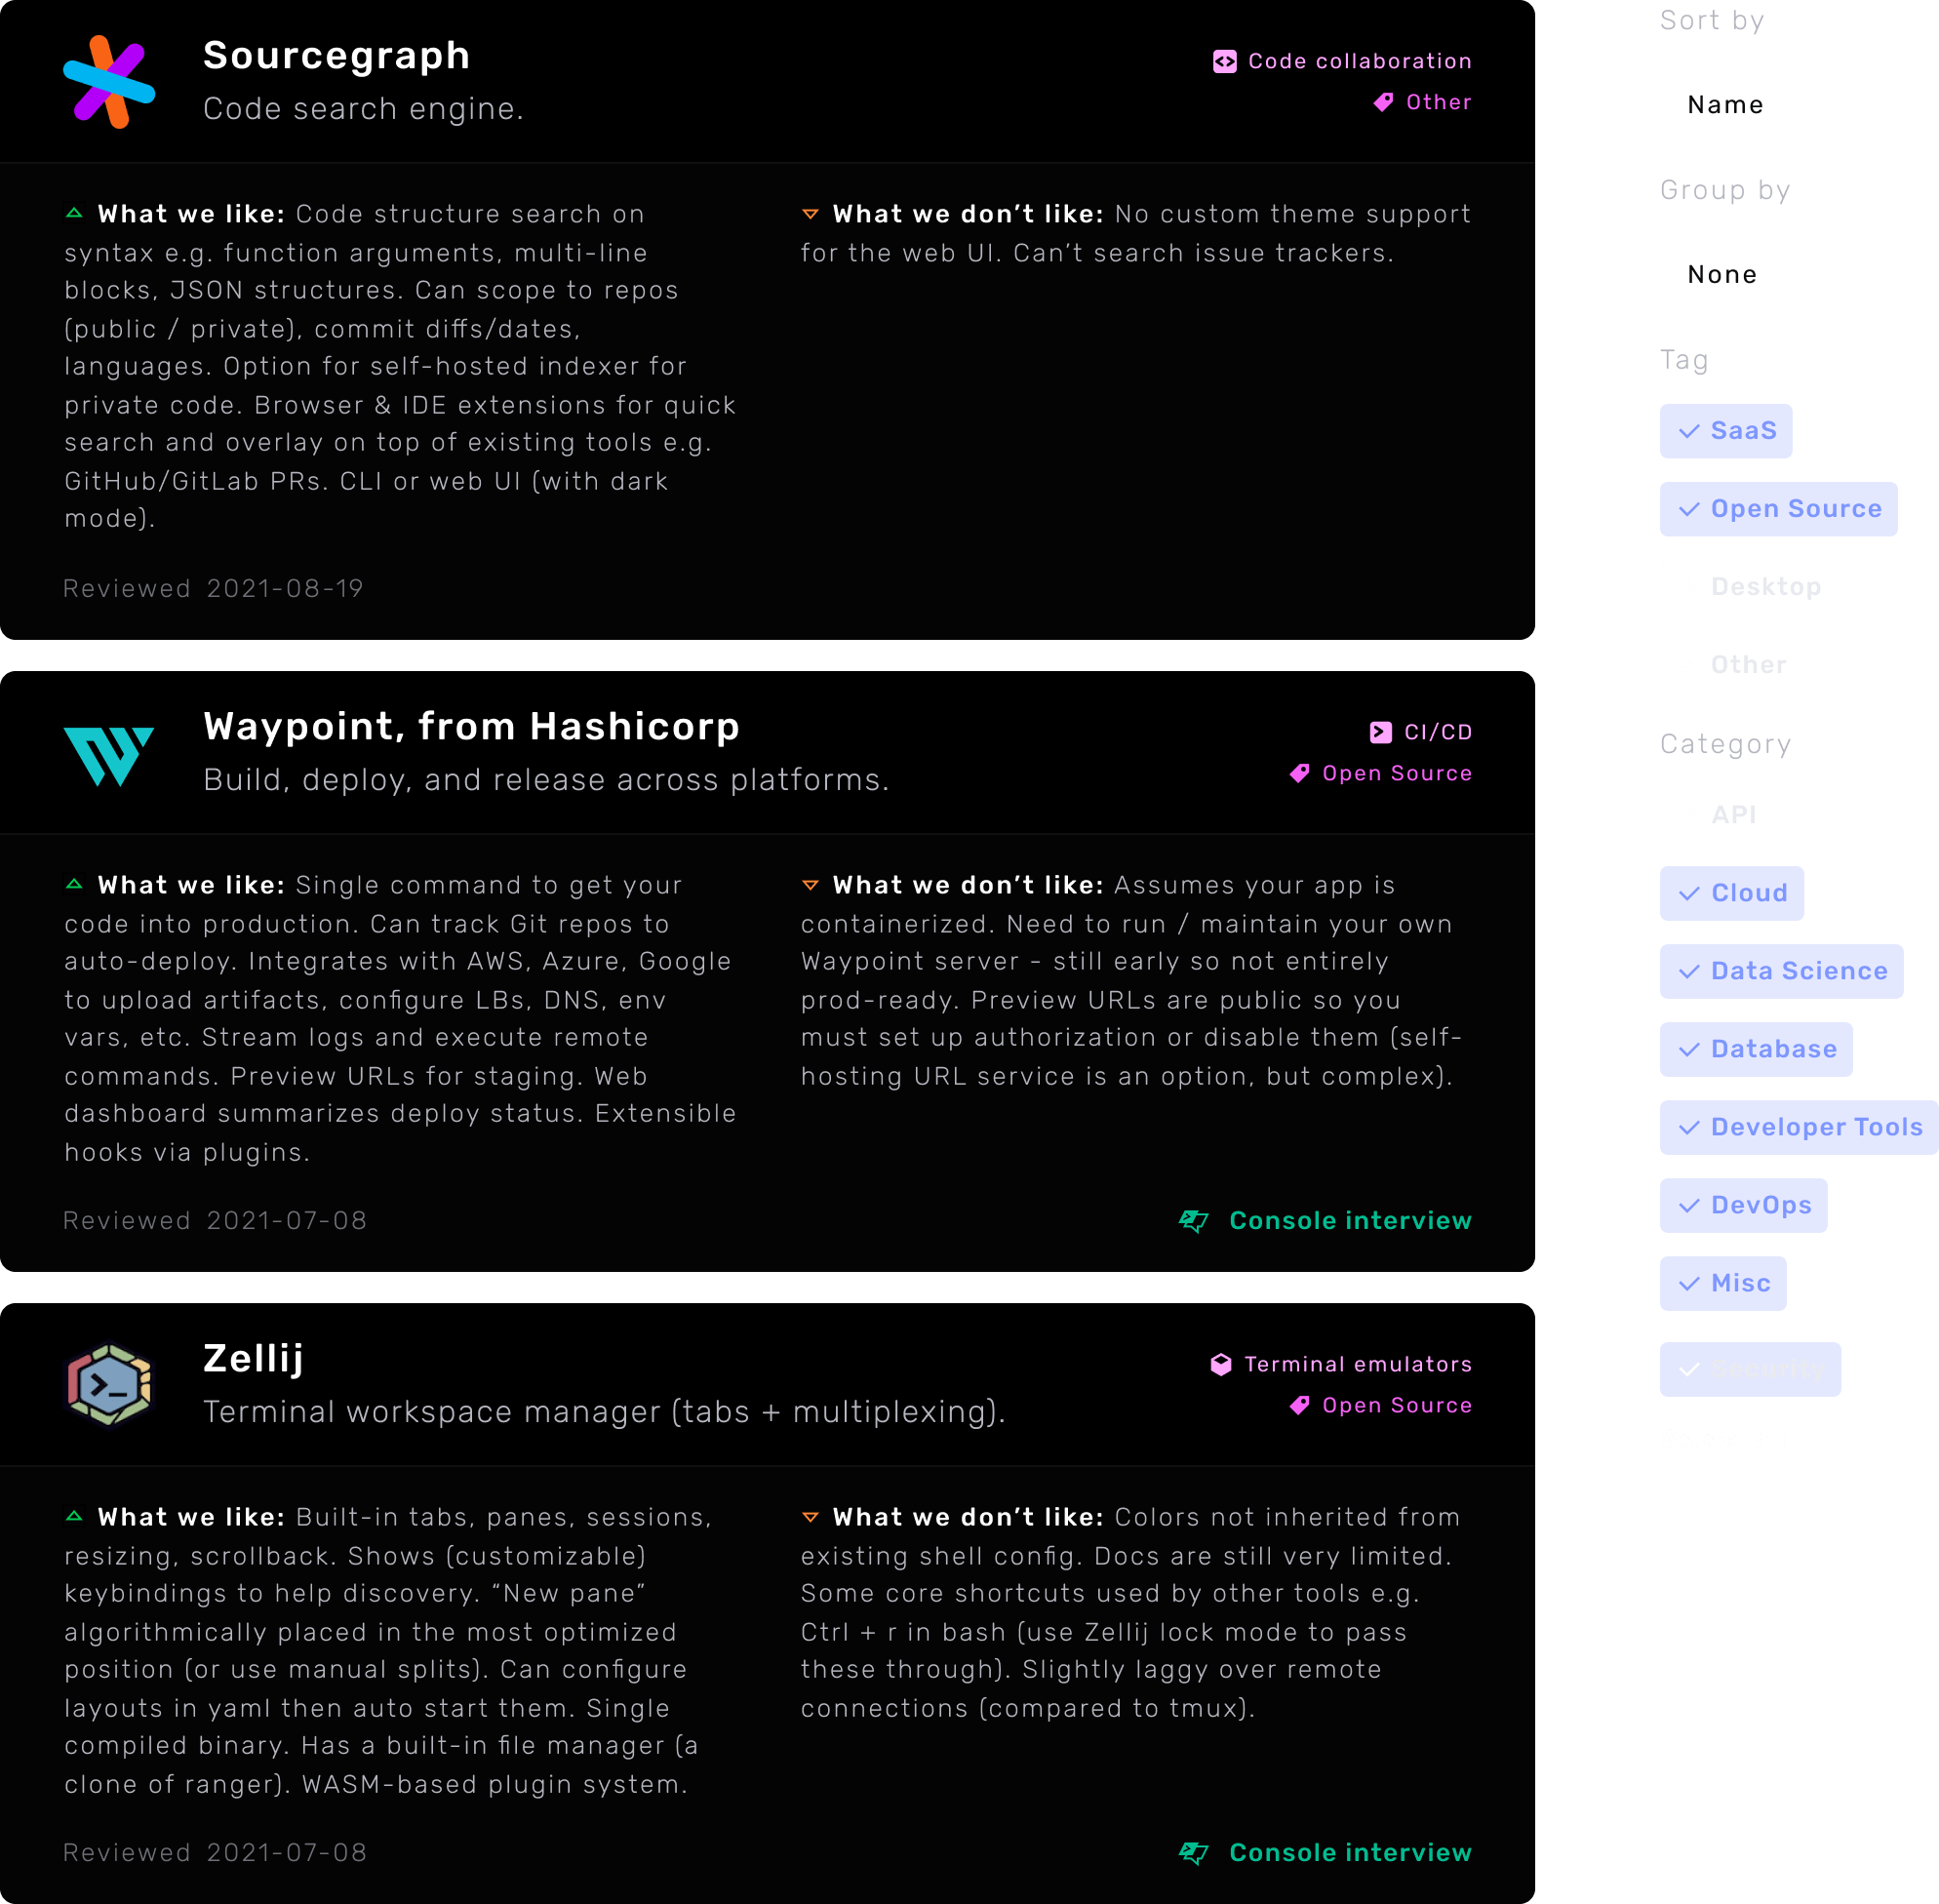 Sourcegraph
Code search engine.
Code collaboration
Other
What we like: Code structure search on
syntax e.g. function arguments, multi-line
blocks, JSON structures. Can scope to repos
(public / private), commit diffs/dates,
languages. Option for self-hosted indexer for
private code. Browser & IDE extensions for quick
search and overlay on top of existing tools e.g.
GitHub/GitLab PRs. CLI or web UI (with dark
mode).
What we don’t like: No custom theme support
for the web UI. Can’t search issue trackers.
Reviewed 2021-08-19
Waypoint, from Hashicorp
Build, deploy, and release across platforms.
CI/CD
Open Source
What we like: Single command to get your
code into production. Can track Git repos to
auto-deploy. Integrates with AWS, Azure, Google
to upload artifacts, configure LBs, DNS, env
vars, etc. Stream logs and execute remote
commands. Preview URLs for staging. Web
dashboard summarizes deploy status. Extensible
hooks via plugins.
What we don’t like: Assumes your app is
containerized. Need to run / maintain your own
Waypoint server - still early so not entirely
prod-ready. Preview URLs are public so you
must set up authorization or disable them (self-
hosting URL service is an option, but complex).
Reviewed 2021-07-08
Console interview
Zellij
Terminal workspace manager (tabs + multiplexing).
Terminal emulators
Open Source
What we like: Built-in tabs, panes, sessions,
resizing, scrollback. Shows (customizable)
keybindings to help discovery. “New pane”
algorithmically placed in the most optimized
position (or use manual splits). Can configure
layouts in yaml then auto start them. Single
compiled binary. Has a built-in file manager (a
clone of ranger). WASM-based plugin system.
What we don’t like: Colors not inherited from
existing shell config. Docs are still very limited.
Some core shortcuts used by other tools e.g.
Ctrl + r in bash (use Zellij lock mode to pass
these through). Slightly laggy over remote
connections (compared to tmux).
Reviewed 2021-07-08
Console interview
Sort by
Name
Group by
None
Tag
SaaS
Open Source
Desktop
Other
Category
API
Cloud
Data Science
Database
Developer Tools
DevOps
Misc
Security